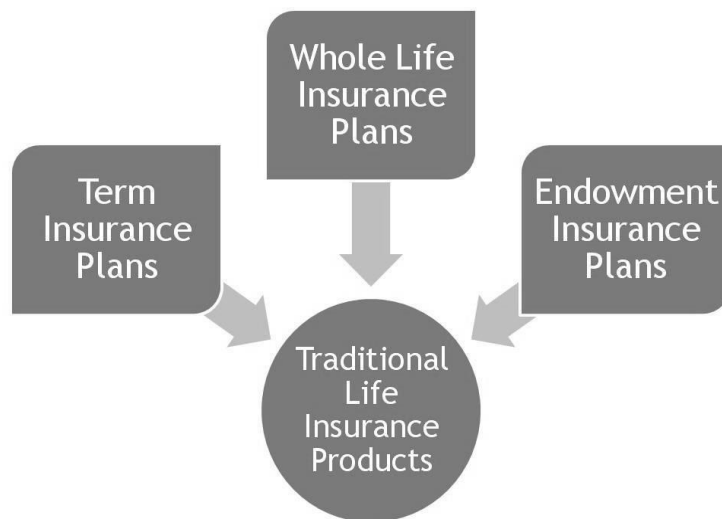 Whole Life
Insurance
Plans
Term
Insurance
Plans
Endowment
Insurance
Plans
Traditional
Life
Insurance
Products